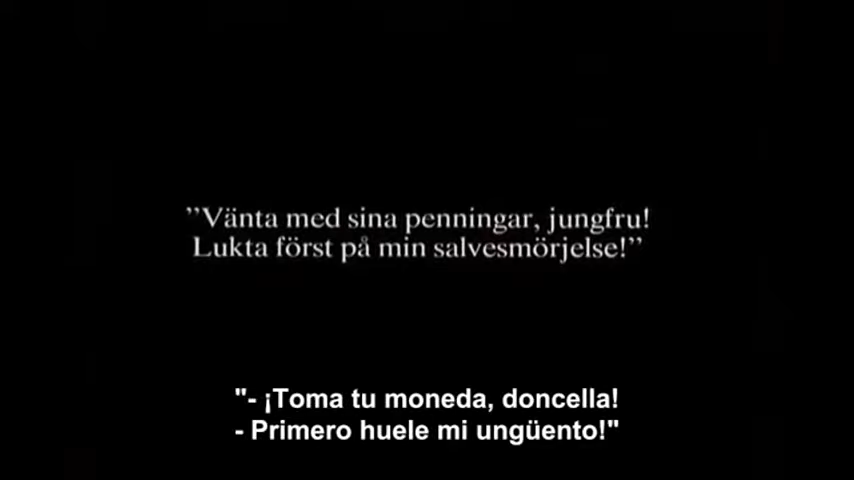 ”Vänta med sina penningar, jungfru!
Lukta först på min salvesmörjelse!”
"- ¡Toma tu moneda, doncella!
- Primero huele mi ungüento!"